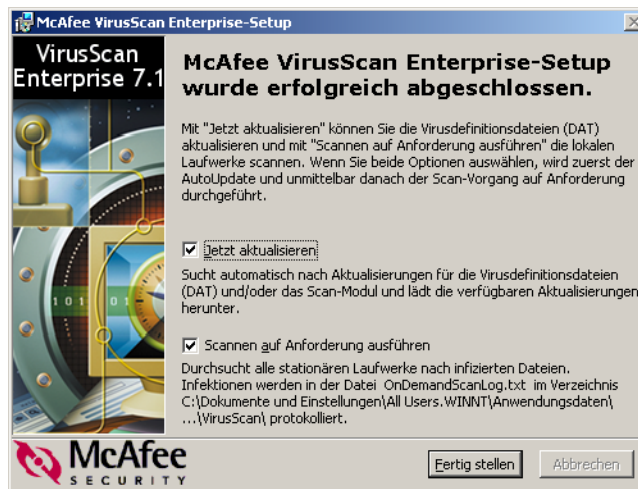 McAfee VirusScan Enterprise-Setup
VirusScan
Enterprise 7.1
McAfee VirusScan Enterprise-Setup
wurde erfolgreich abgeschlossen.
Mit "Jetzt aktualisieren" können Sie die Virusdefinitionsdateien (DAT)
aktualisieren und mit "Scannen auf Anforderung ausführen" die lokalen
Laufwerke scannen. Wenn Sie beide Optionen auswählen, wird zuerst der
AutoUpdate und unmittelbar danach der Scan-Vorgang auf Anforderung
durchgeführt.
Jetzt aktualisieren
Sucht automatisch nach Aktualisierungen für die Virusdefinitionsdateien
(DAT) und/oder das Scan-Modul und lädt die verfügbaren Aktualisierungen
herunter.
Scannen auf Anforderung ausführen
Durchsucht alle stationären Laufwerke nach infizierten Dateien.
Infektionen werden in der Datei OnDemandScanLog.txt im Verzeichnis
C:\Dokumente und Einstellungen\All Users.WINNT\Anwendungsdaten\
...\VirusScan\ protokolliert.
101 01
McAfee
SECURITY
Fertig stellen
Abbrechen